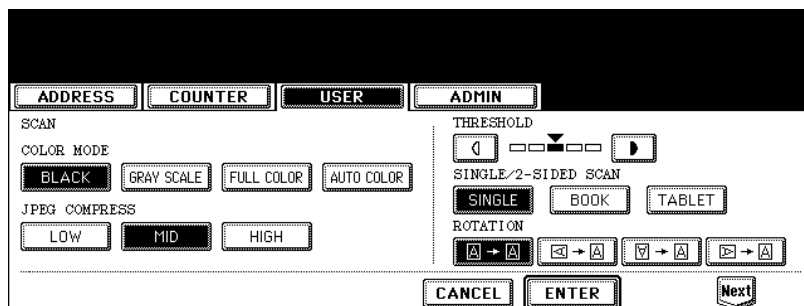 ADDRESS COUNTER USER ADMIN
SCAN
COLOR MODE
BLACK GRAY SCALE FULL COLOR AUTO COLOR
JPEG COMPRESS
LOW MID HIGH
THRESHOLD
SINGLE/2-SIDED SCAN
SINGLE BOOK TABLET
ROTATION
A → A A → A A → A A → A
CANCEL ENTER Next